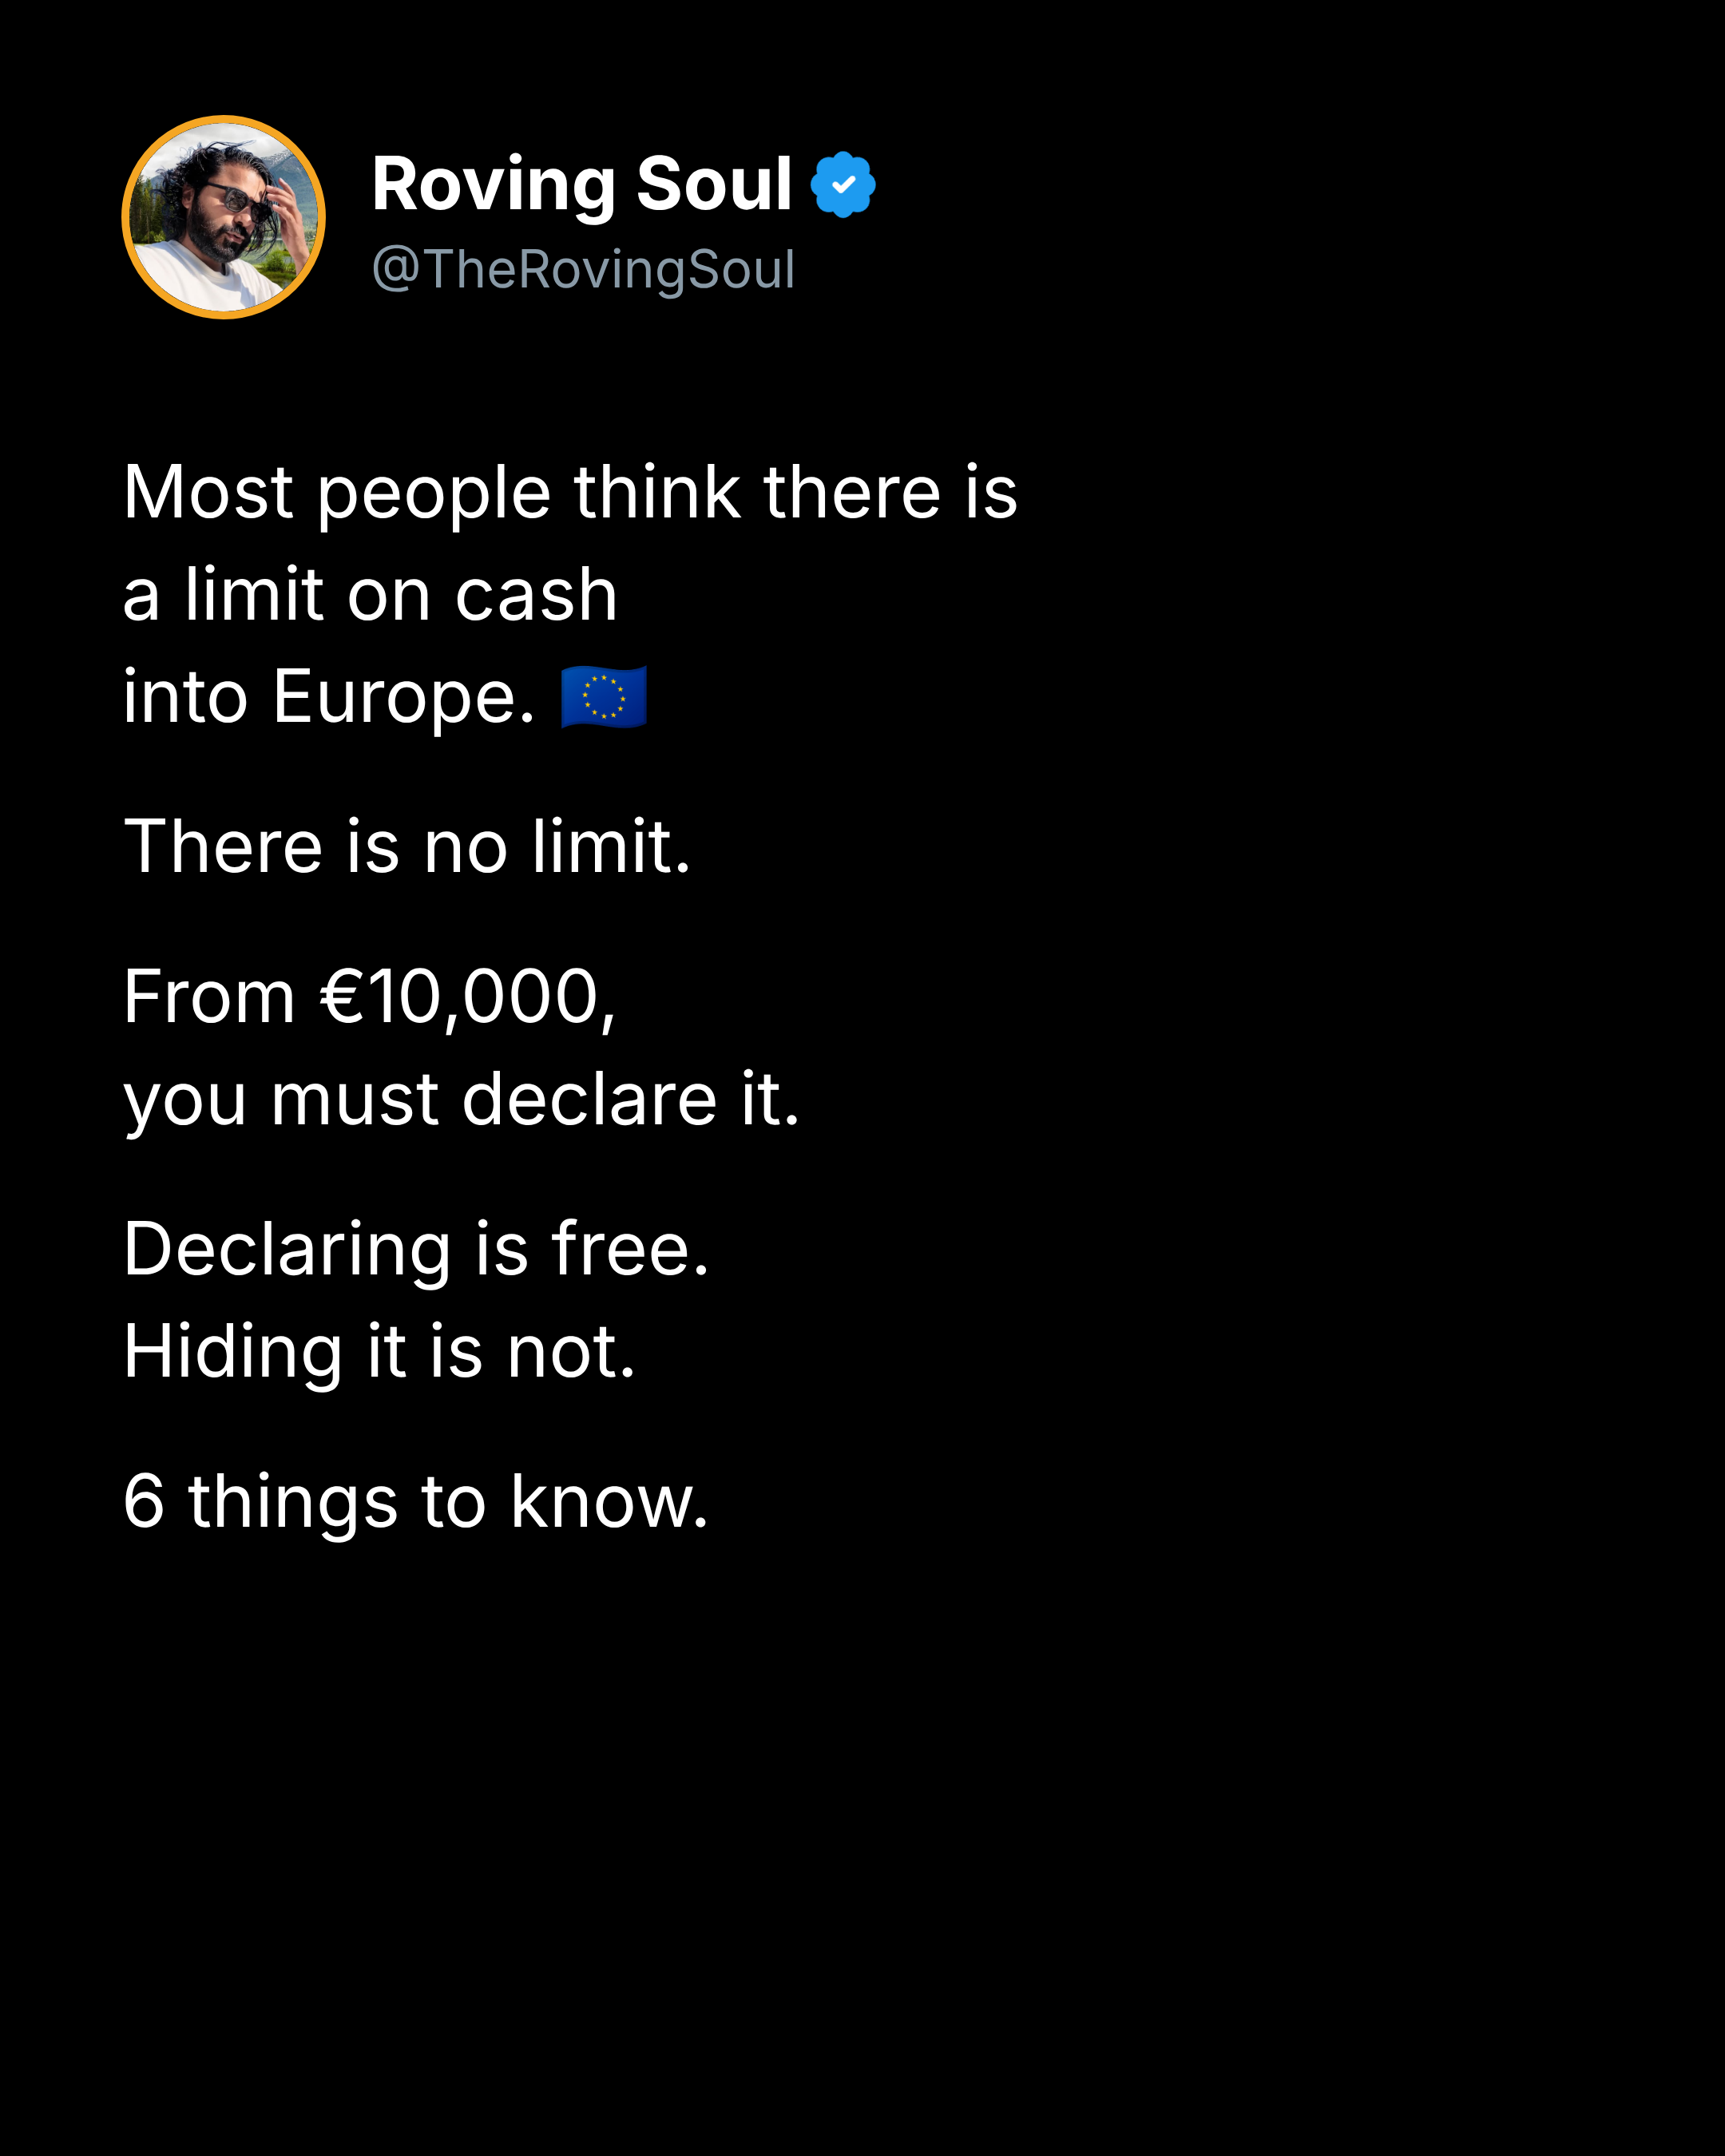 Roving Soul
@TheRovingSoul
Most people think there is
a limit on cash
into Europe. 🇪🇺
There is no limit.
From €10,000,
you must declare it.
Declaring is free.
Hiding it is not.
6 things to know.